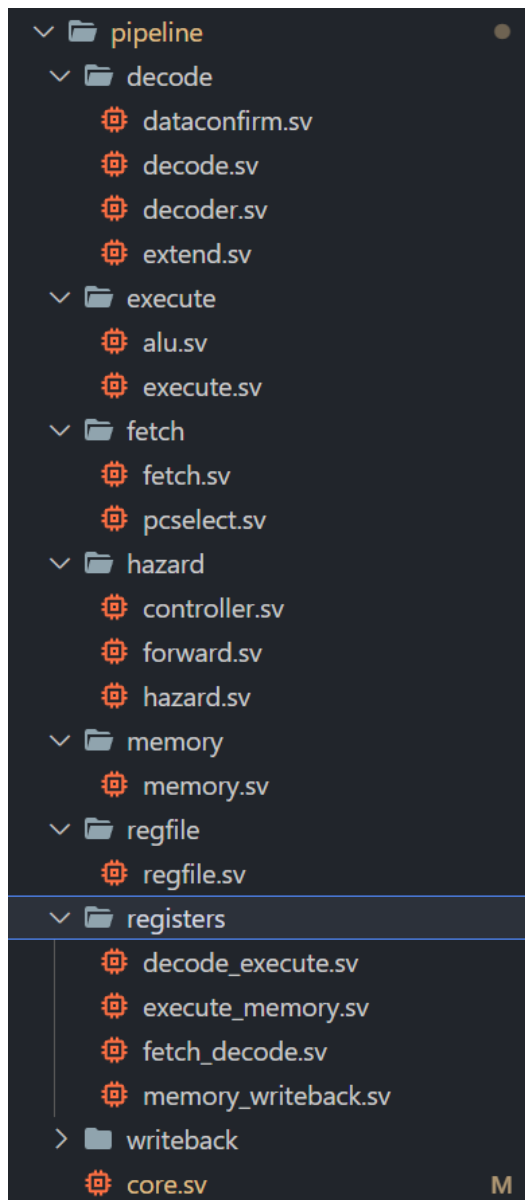 pipeline
decode
dataconfirm.sv
decode.sv
decoder.sv
extend.sv
execute
alu.sv
execute.sv
fetch
fetch.sv
pcselect.sv
hazard
controller.sv
forward.sv
hazard.sv
memory
memory.sv
regfile
regfile.sv
registers
decode_execute.sv
execute_memory.sv
fetch_decode.sv
memory_writeback.sv
writeback
core.sv M